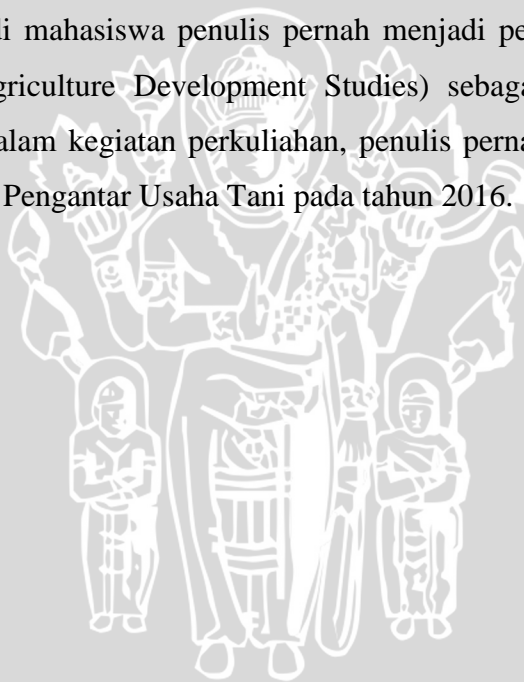 di mahasiswa penulis pernah menjadi pe
griculture Development Studies) sebaga
alam kegiatan perkuliahan, penulis perna
Pengantar Usaha Tani pada tahun 2016.